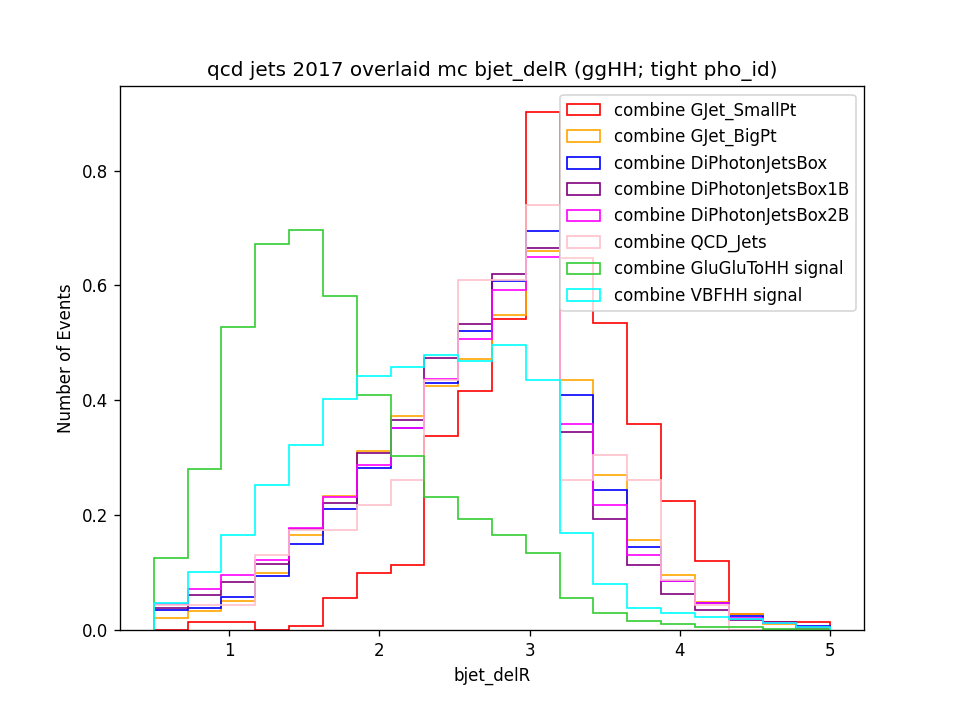 qcd jets 2017 overlaid mc bjet_delR (ggHH; tight pho_id)
combine GJet_SmallPt
combine GJet_BigPt
combine DiPhotonJetsBox
combine DiPhotonJetsBox1B
combine DiPhotonJetsBox2B
combine QCD_Jets
combine GluGluToHH signal
combine VBFHH signal
Number of Events
0.8
0.6
0.4
0.2
0.0
1 2 3 4 5
bjet_delR